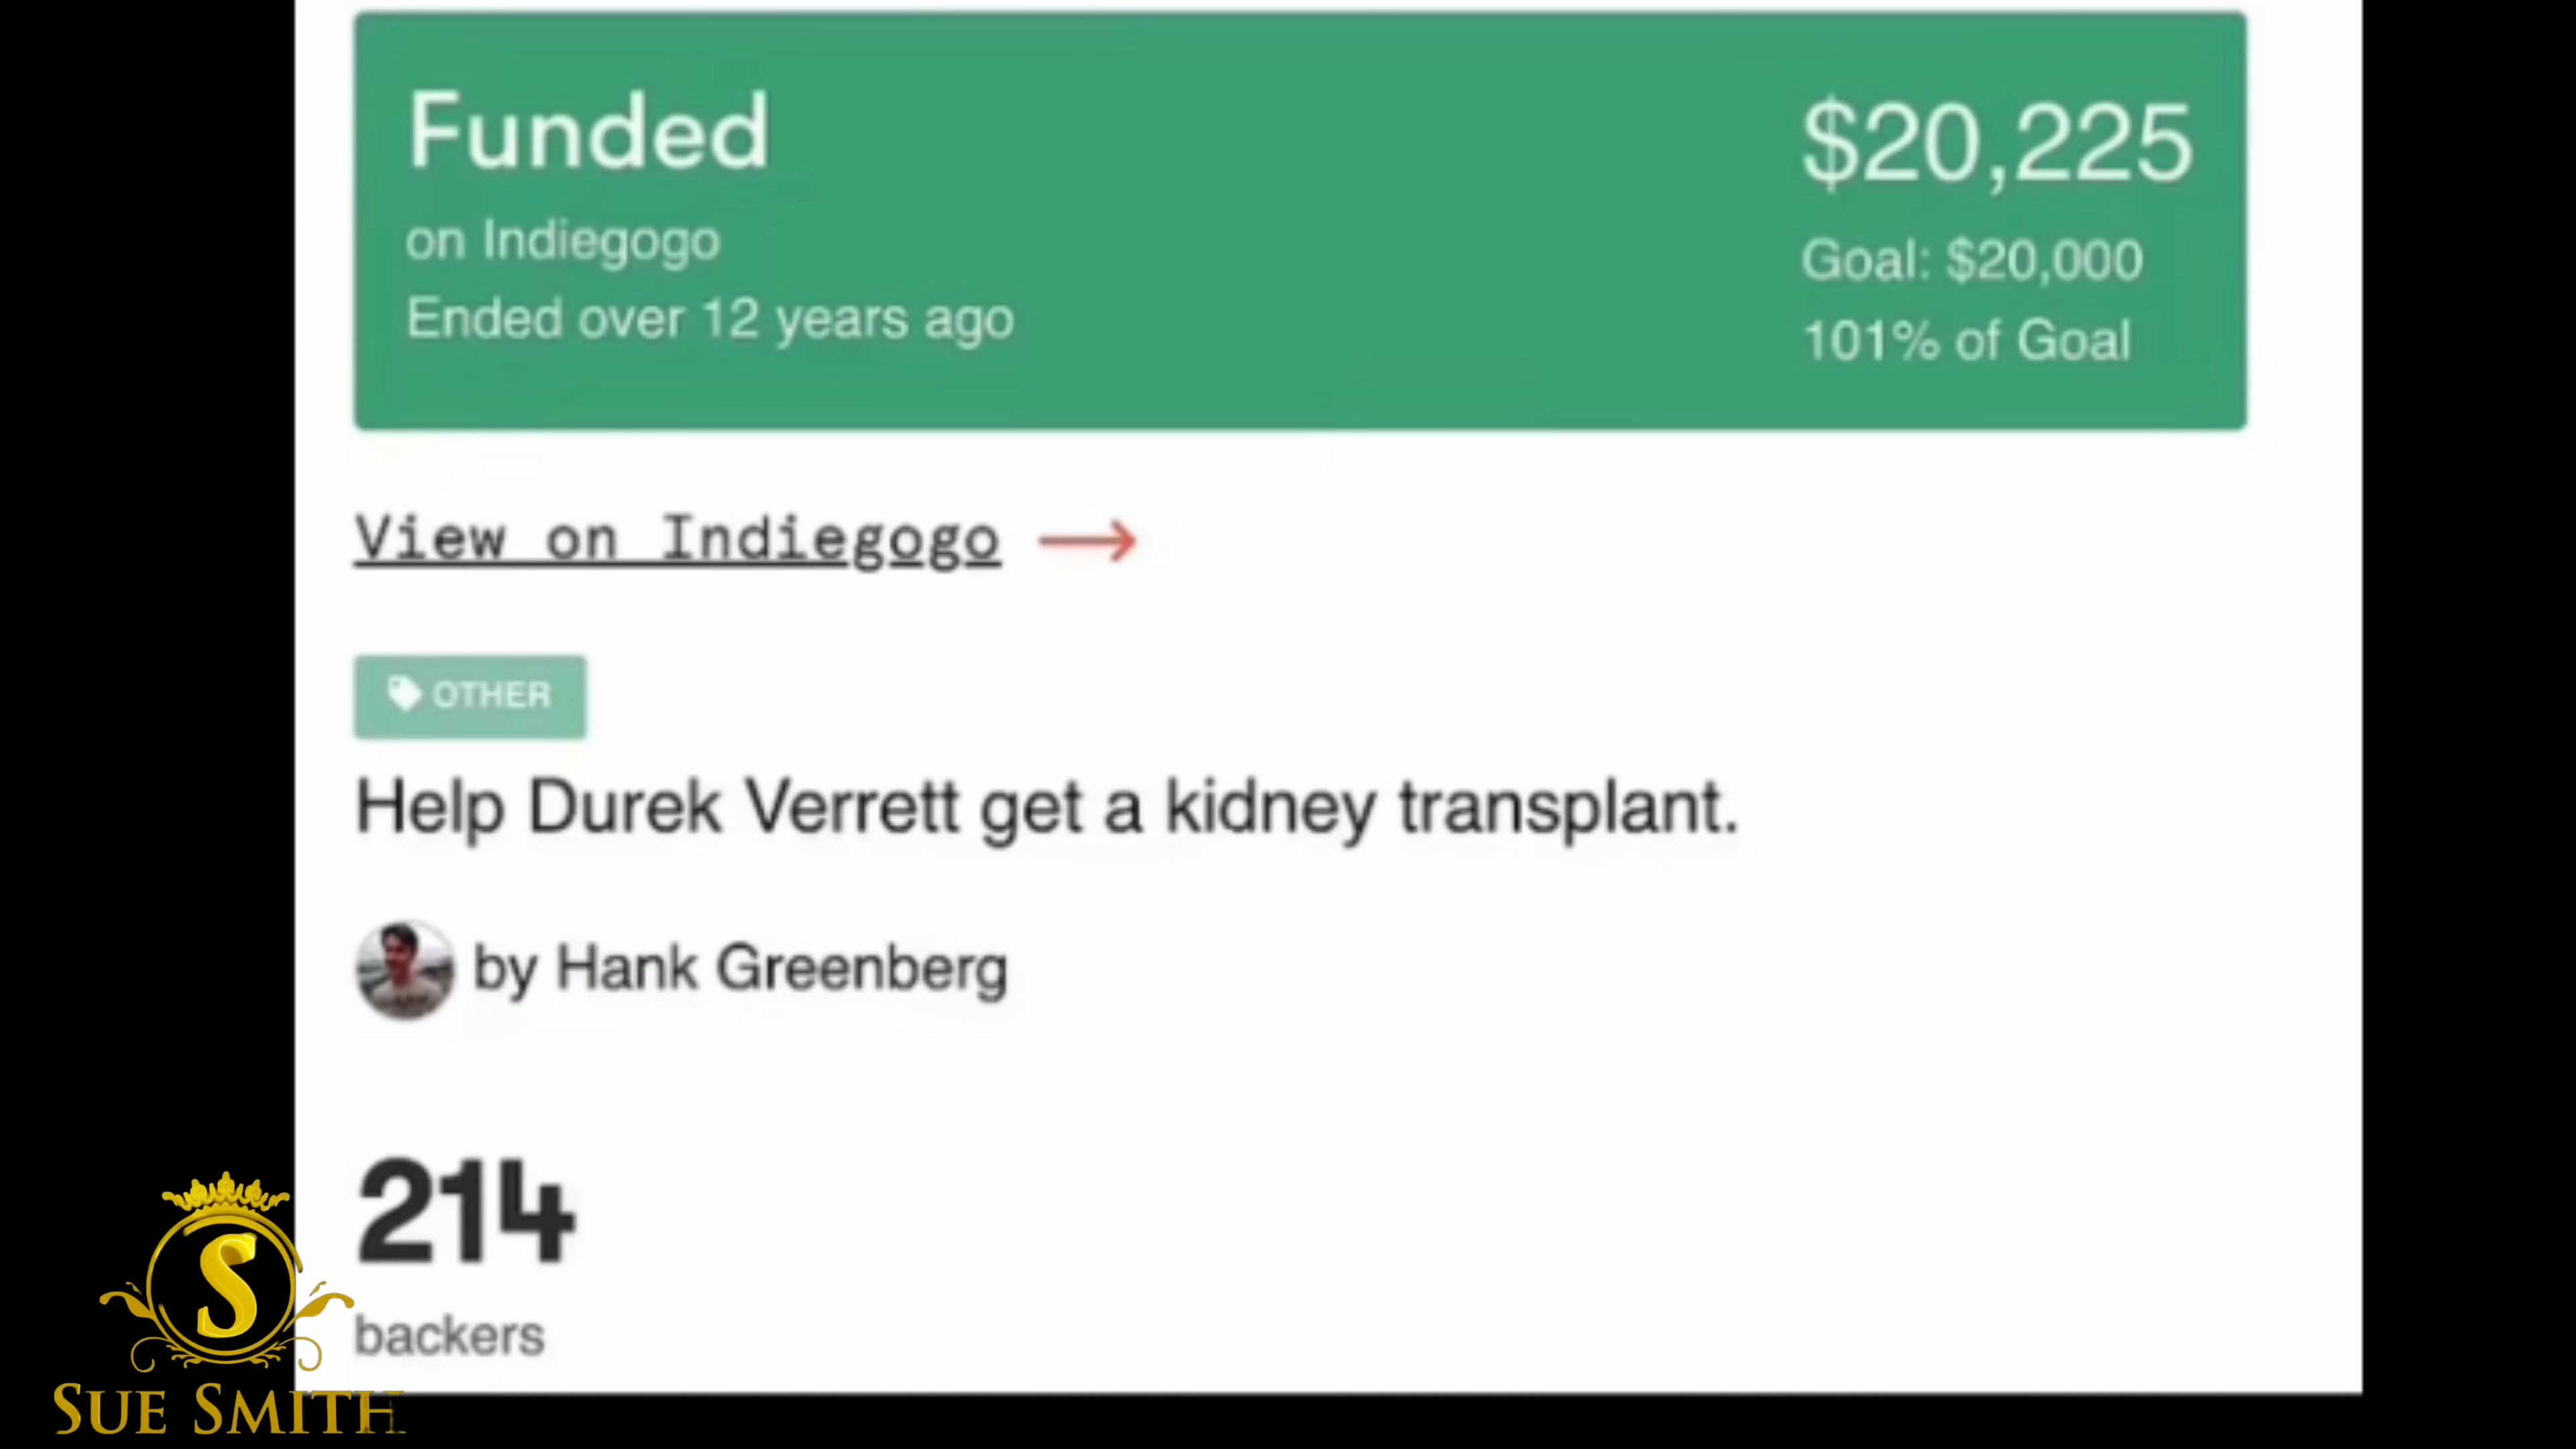 Funded
on Indiegogo
Ended over 12 years ago
$20,225
Goal: $20,000
101% of Goal
View on Indiegogo →
OTHER
Help Durek Verrett get a kidney transplant.
by Hank Greenberg
214
backers
S
SUE SMITH